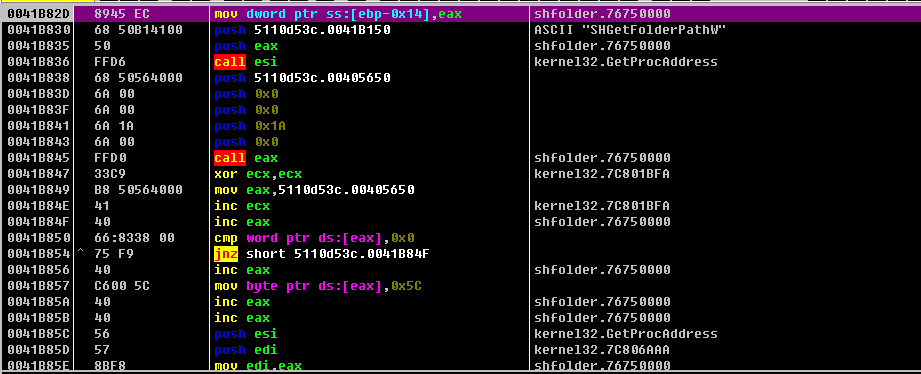 0041B82D 8945 EC mov dword ptr ss:[ebp-0x14],eax shfolder.76750000
0041B830 68 50B14100 push 5110d53c.0041B150 ASCII "SHGetFolderPathW"
0041B835 50 push eax shfolder.76750000
0041B836 FFD6 call esi kernel32.GetProcAddress
0041B838 68 50564000 push 5110d53c.00405650
0041B83D 6A 00 push 0x0
0041B83F 6A 00 push 0x0
0041B841 6A 1A push 0x1A
0041B843 6A 00 push 0x0
0041B845 FFD0 call eax shfolder.76750000
0041B847 33C9 xor ecx,ecx kernel32.7C801BFA
0041B849 B8 50564000 mov eax,5110d53c.00405650
0041B84E 41 inc ecx kernel32.7C801BFA
0041B84F 40 inc eax shfolder.76750000
0041B850 66:8338 00 cmp word ptr ds:[eax],0x0
0041B854 ^ 75 F9 jnz short 5110d53c.0041B84F
0041B856 40 inc eax shfolder.76750000
0041B857 C600 5C mov byte ptr ds:[eax],0x5C
0041B85A 40 inc eax shfolder.76750000
0041B85B 40 inc eax shfolder.76750000
0041B85C 56 push esi kernel32.GetProcAddress
0041B85D 57 push edi kernel32.7C806AAA
0041B85E 8BF8 mov edi,eax shfolder.76750000